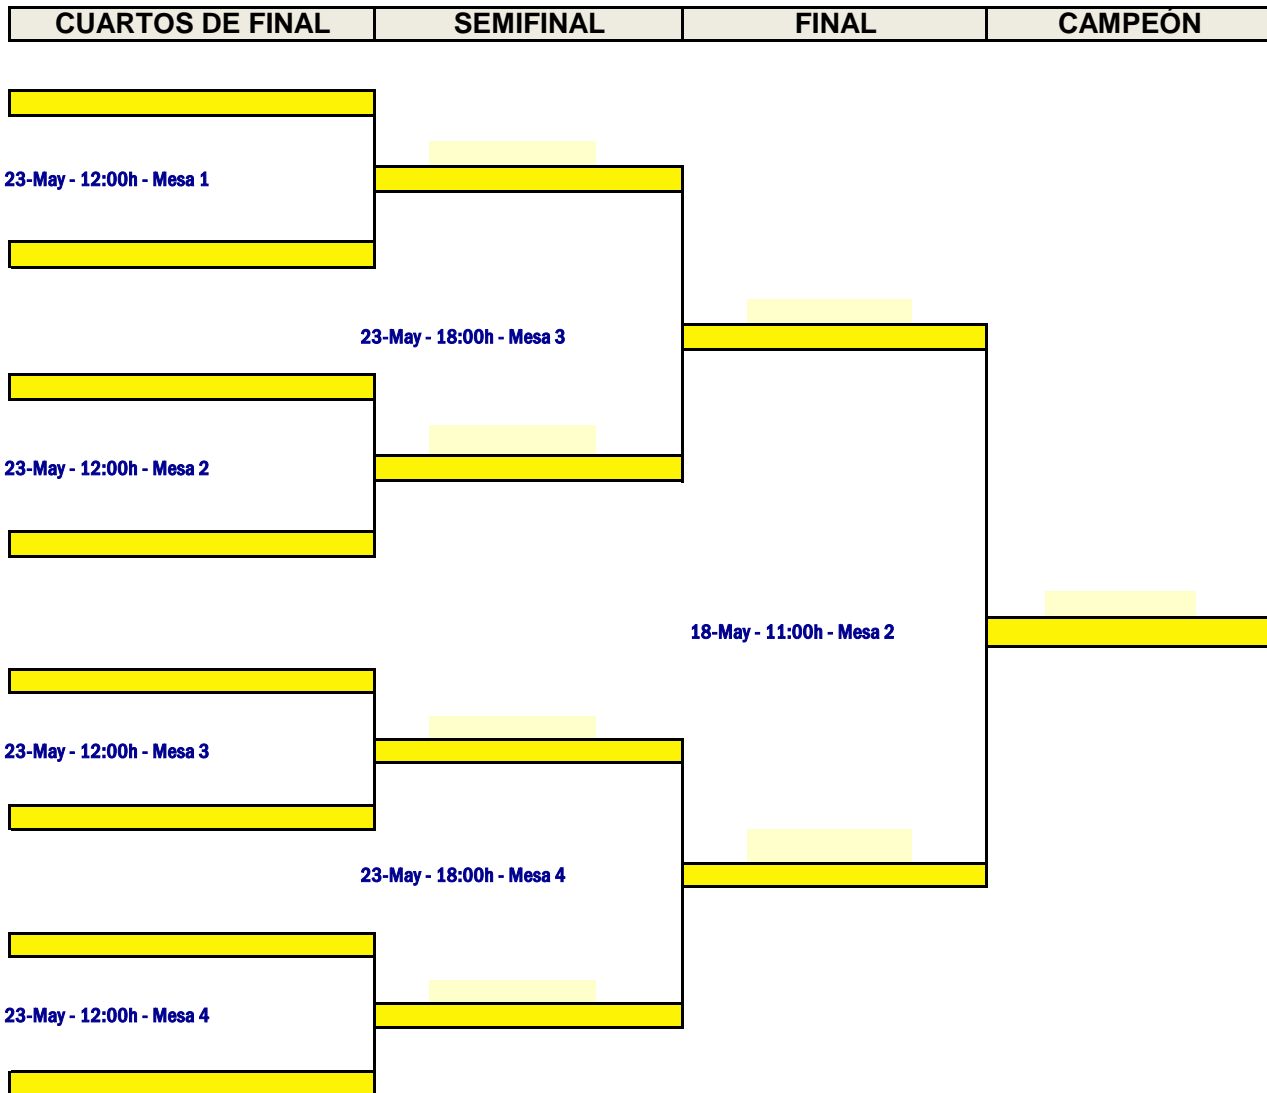 CUARTOS DE FINAL SEMIFINAL FINAL CAMPEÓN
23-May - 12:00h - Mesa 1
23-May - 18:00h - Mesa 3
23-May - 12:00h - Mesa 2
18-May - 11:00h - Mesa 2
23-May - 12:00h - Mesa 3
23-May - 18:00h - Mesa 4
23-May - 12:00h - Mesa 4